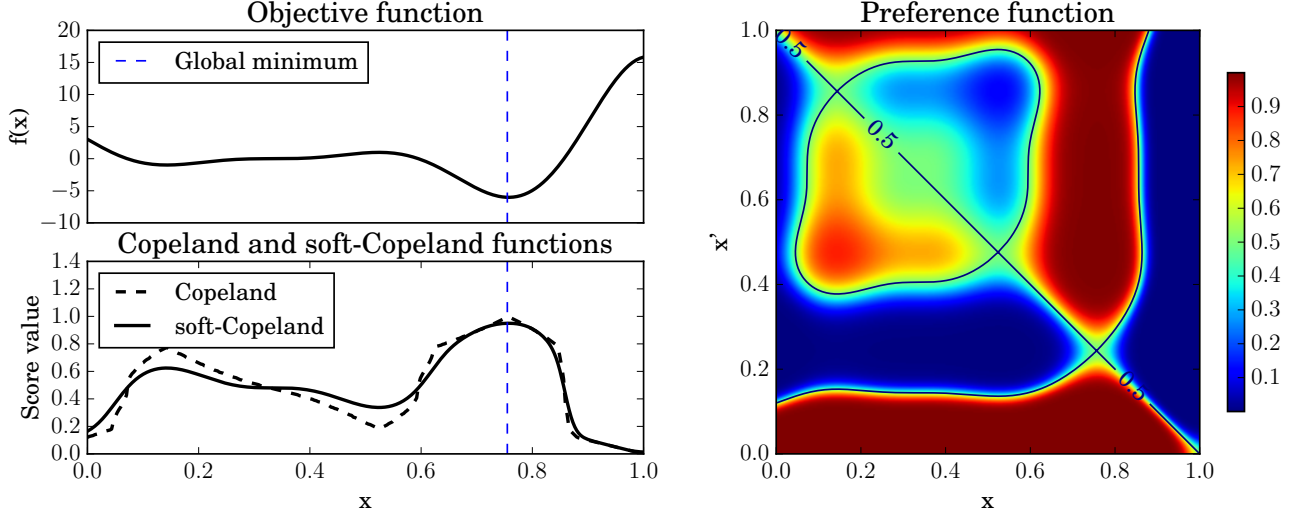 Objective function
20
15
10
5
0
−5
−10
f(x)
Global minimum
Copeland and soft-Copeland functions
1.4
1.2
1.0
0.8
0.6
0.4
0.2
0.0
Score value
Copeland
soft-Copeland
0.0 0.2 0.4 0.6 0.8 1.0
x
Preference function
1.0
0.8
0.6
0.4
0.2
0.0
x'
0.5
0.5
0.5
0.0 0.2 0.4 0.6 0.8 1.0
x
0.9
0.8
0.7
0.6
0.5
0.4
0.3
0.2
0.1